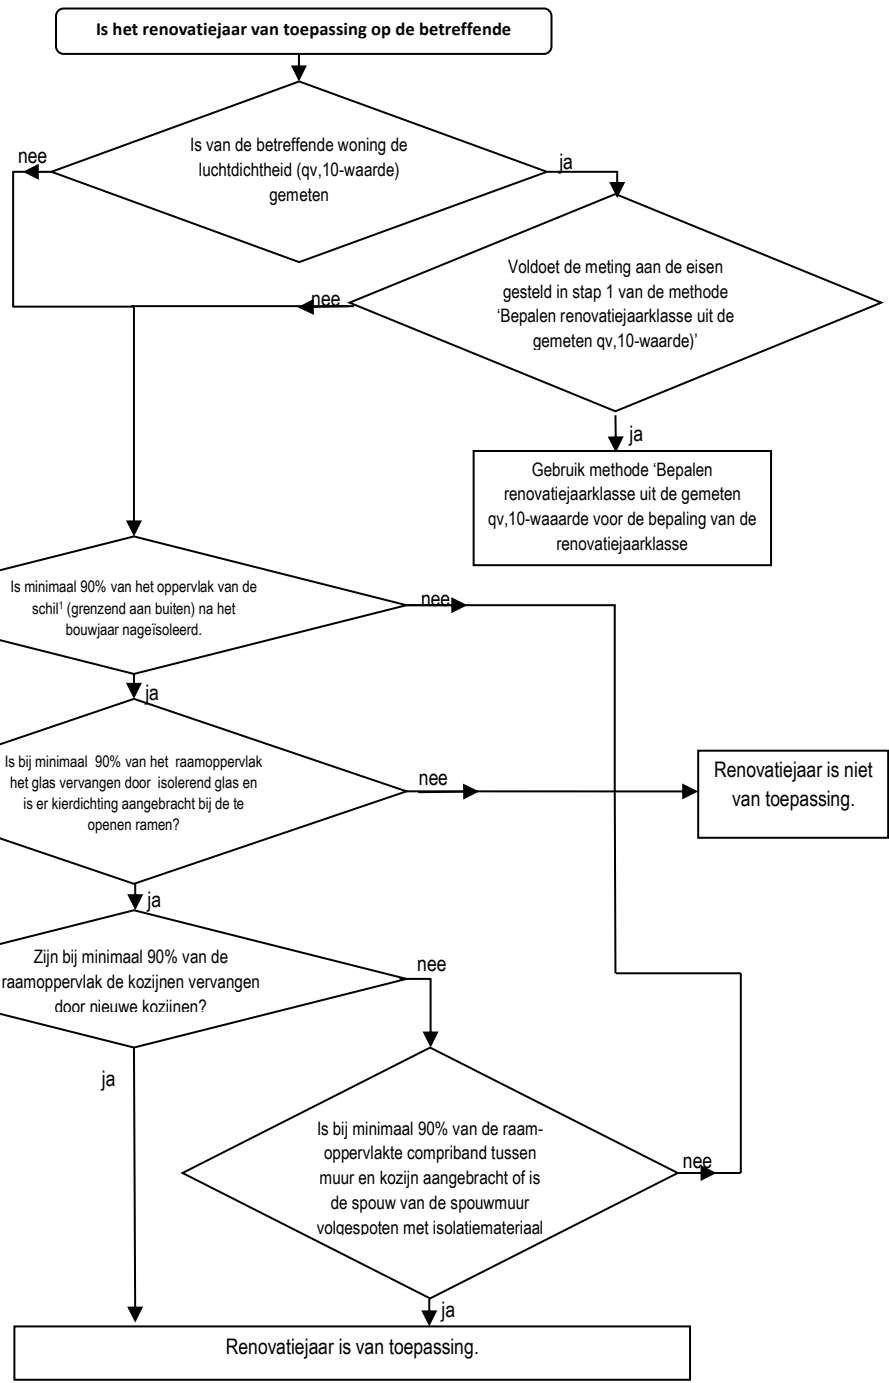 Is het renovatiejaar van toepassing op de betreffende
Is van de betreffende woning de
luchtdichtheid (qv,10-waarde)
gemeten
nee
ja
Voldoet de meting aan de eisen
gesteld in stap 1 van de methode
‘Bepalen renovatiejaarklasse uit de
gemeten qv,10-waarde)’
nee
ja
Gebruik methode ‘Bepalen
renovatiejaarklasse uit de gemeten
qv,10-waaarde voor de bepaling van de
renovatiejaarklasse
Is minimaal 90% van het oppervlak van de
schil¹ (grenzend aan buiten) na het
bouwjaar nageïsoleerd.
nee
ja
Is bij minimaal 90% van het raamoppervlak
het glas vervangen door isolerend glas en
is er kierdichting aangebracht bij de te
openen ramen?
nee
Renovatiejaar is niet
van toepassing.
ja
Zijn bij minimaal 90% van de
raamoppervlak de kozijnen vervangen
door nieuwe kozijnen?
nee
ja
Is bij minimaal 90% van de raam-
oppervlakte compriband tussen
muur en kozijn aangebracht of is
de spouw van de spouwmuur
volgespoten met isolatiemateriaal
nee
ja
Renovatiejaar is van toepassing.